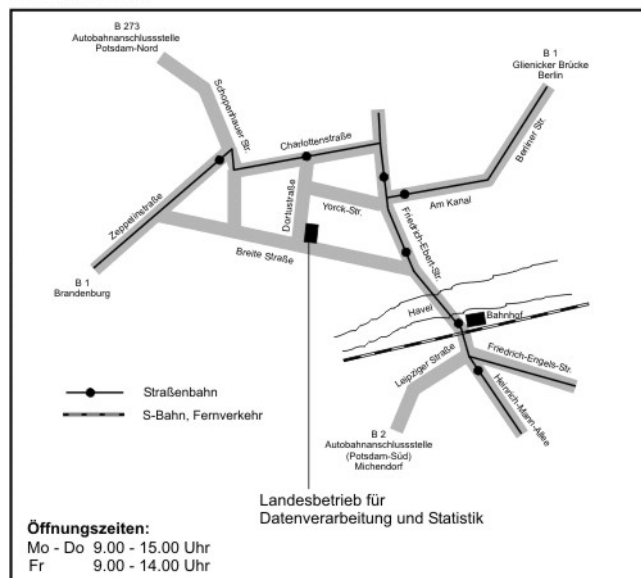 B 273
Autobahnanschlussstelle
Potsdam-Nord
B 1
Glienicker Brücke
Berlin
Schopenhauer
Str.
Charlottenstraße
Berliner Str.
Zeppelinstraße
Dortustraße
Yorck-Str.
Am Kanal
Breite Straße
Friedrich-Ebert-Str.
B 1
Brandenburg
Havel
Bahnhof
Leipziger Straße
Friedrich-Engels-Str.
Heinrich-Mann-Allee
Straßenbahn
S-Bahn, Fernverkehr
B 2
Autobahnanschlussstelle
(Potsdam-Süd)
Michendorf
Landesbetrieb für
Datenverarbeitung und Statistik
Öffnungszeiten:
Mo - Do 9.00 - 15.00 Uhr
Fr 9.00 - 14.00 Uhr